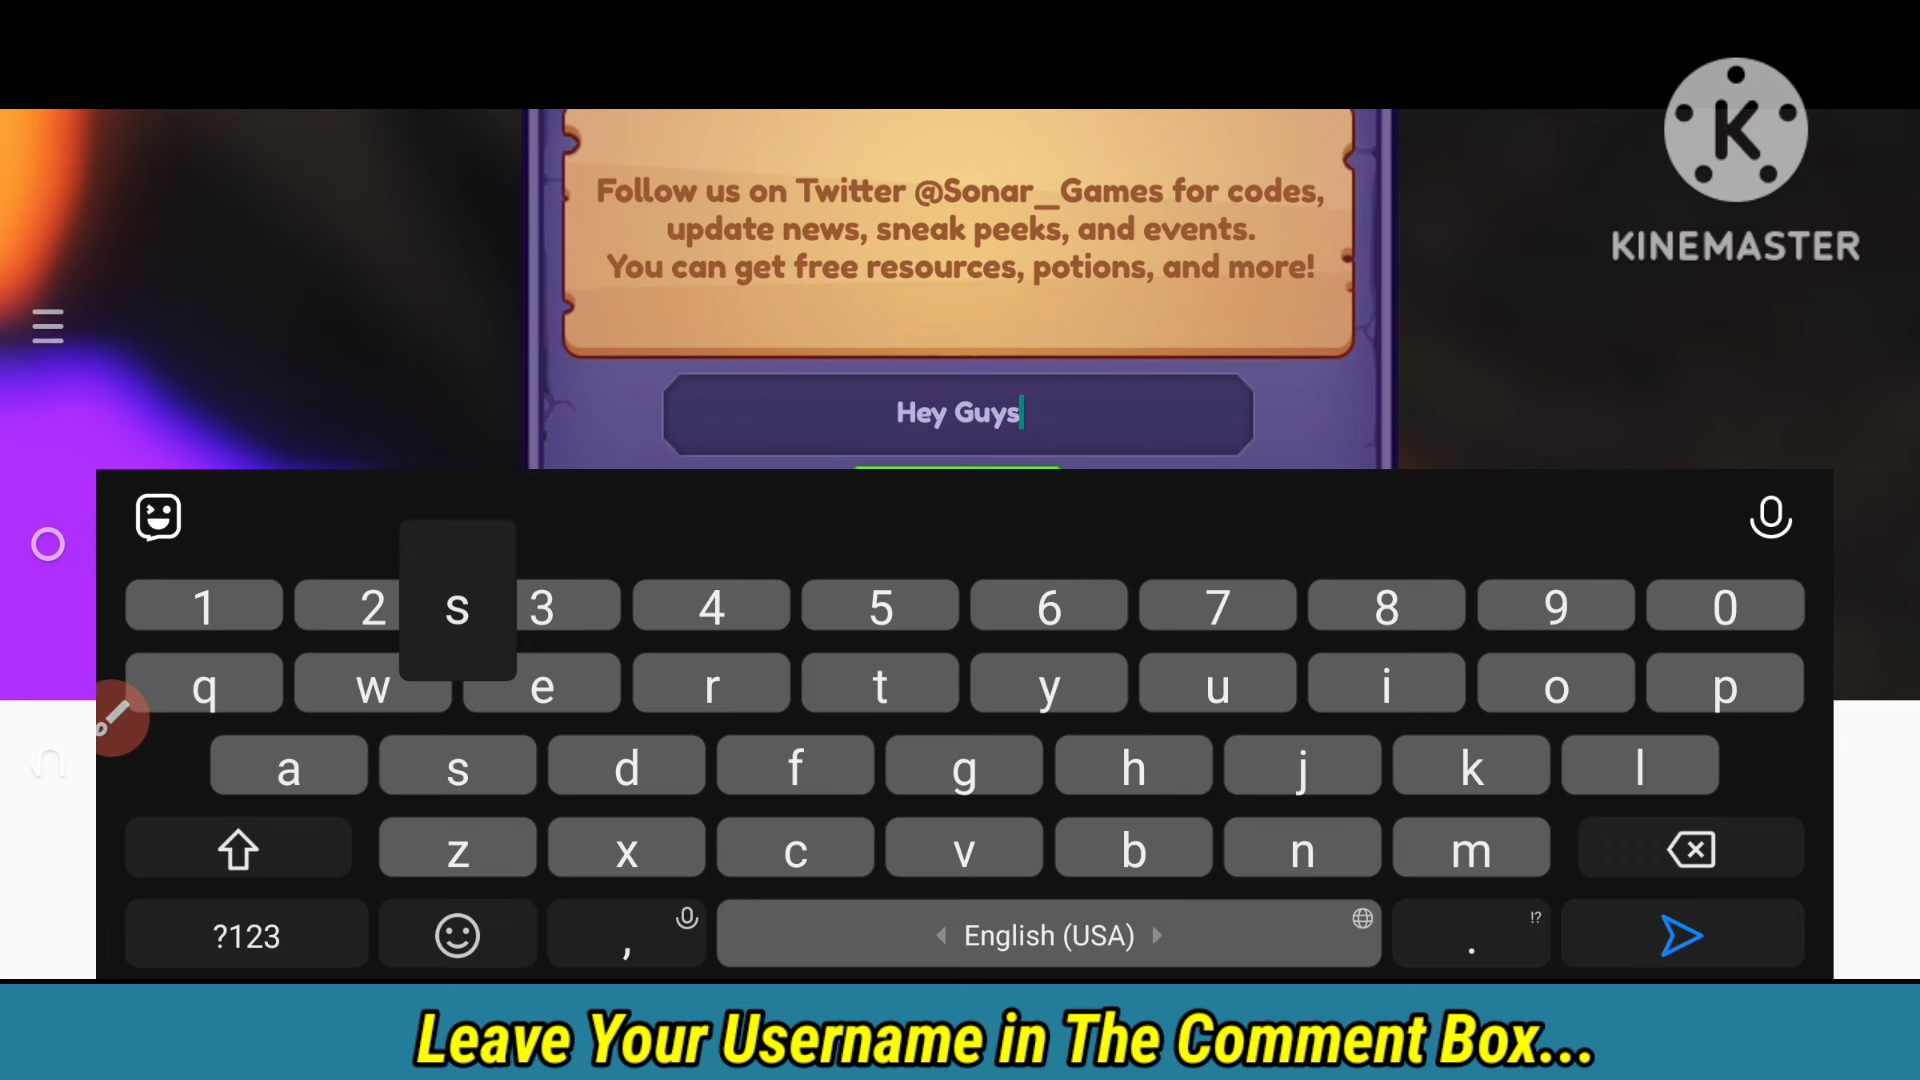 K
KINEMASTER
Follow us on Twitter @Sonar_Games for codes,
update news, sneak peeks, and events.
You can get free resources, potions, and more!
Hey Guys
s
1 2 3 4 5 6 7 8 9 0
q w e r t y u i o p
a s d f g h j k l
z x c v b n m
?123 , English (USA) !? .
Leave Your Username in The Comment Box...